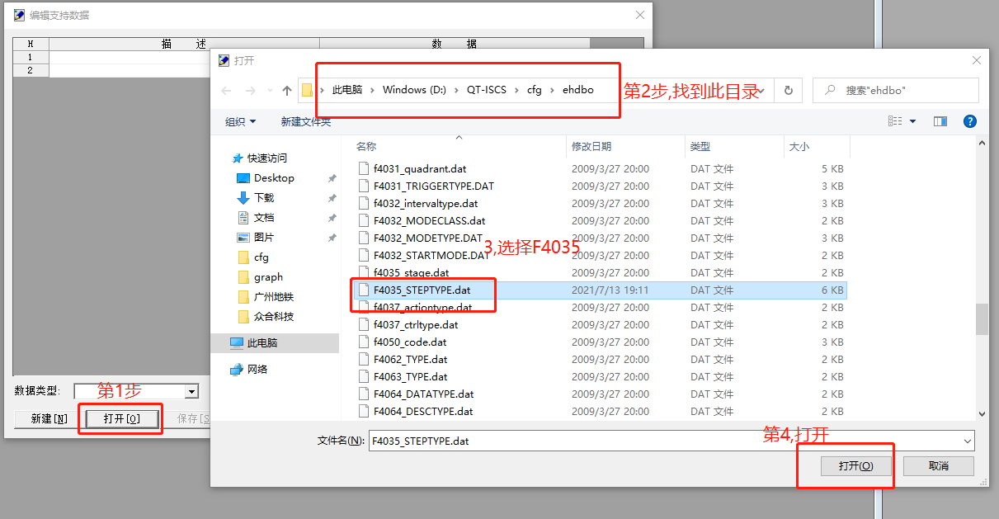 编辑支持数据
H 描 述 数 据
1
2
打开
此电脑 › Windows (D:) › QT-ISCS › cfg › ehdbo
第2步,找到此目录
搜索"ehdbo"
组织 新建文件夹
名称 修改日期 类型 大小
快速访问
Desktop
下载
文档
图片
cfg
graph
广州地铁
众合科技
此电脑
网络
f4031_quadrant.dat 2009/3/27 20:00 DAT 文件 5 KB
F4031_TRIGGERTYPE.DAT 2009/3/27 20:00 DAT 文件 3 KB
f4032_intervaltype.dat 2009/3/27 20:00 DAT 文件 3 KB
F4032_MODECLASS.dat 2009/3/27 20:00 DAT 文件 2 KB
F4032_MODETYPE.DAT 2009/3/27 20:00 DAT 文件 2 KB
3,选择F4035
F4032_STARTMODE.DAT 2009/3/27 20:00 DAT 文件 2 KB
f4035_stage.dat 2009/3/27 20:00 DAT 文件 2 KB
F4035_STEPTYPE.dat 2021/7/13 19:11 DAT 文件 6 KB
f4037_actiontype.dat 2009/3/27 20:00 DAT 文件 2 KB
f4037_ctrltype.dat 2009/3/27 20:00 DAT 文件 2 KB
f4050_code.dat 2009/3/27 20:00 DAT 文件 3 KB
F4062_TYPE.dat 2009/3/27 20:00 DAT 文件 2 KB
F4063_TYPE.dat 2009/3/27 20:00 DAT 文件 2 KB
F4064_DATATYPE.dat 2009/3/27 20:00 DAT 文件 2 KB
F4064_DESCTYPE.dat 2009/3/27 20:00 DAT 文件 2 KB
数据类型:
第1步
新建[N] 打开[O] 保存[S
文件名(N): F4035_STEPTYPE.dat
第4,打开
打开(O) 取消